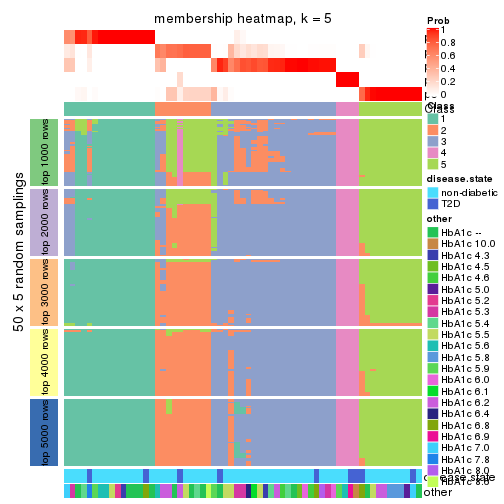 membership heatmap, k = 5
50 x 5 random samplings
top 1000 rows
top 2000 rows
top 3000 rows
top 4000 rows
top 5000 rows
Class
other
Prob
1
0.8
0.6
0.4
0.2
0
Class
1
2
3
4
5
disease.state
non-diabetic
T2D
other
HbA1c --
HbA1c 10.0
HbA1c 4.3
HbA1c 4.5
HbA1c 4.6
HbA1c 5.0
HbA1c 5.2
HbA1c 5.3
HbA1c 5.4
HbA1c 5.5
HbA1c 5.6
HbA1c 5.8
HbA1c 5.9
HbA1c 6.0
HbA1c 6.1
HbA1c 6.2
HbA1c 6.4
HbA1c 6.8
HbA1c 6.9
HbA1c 7.0
HbA1c 7.8
HbA1c 8.0